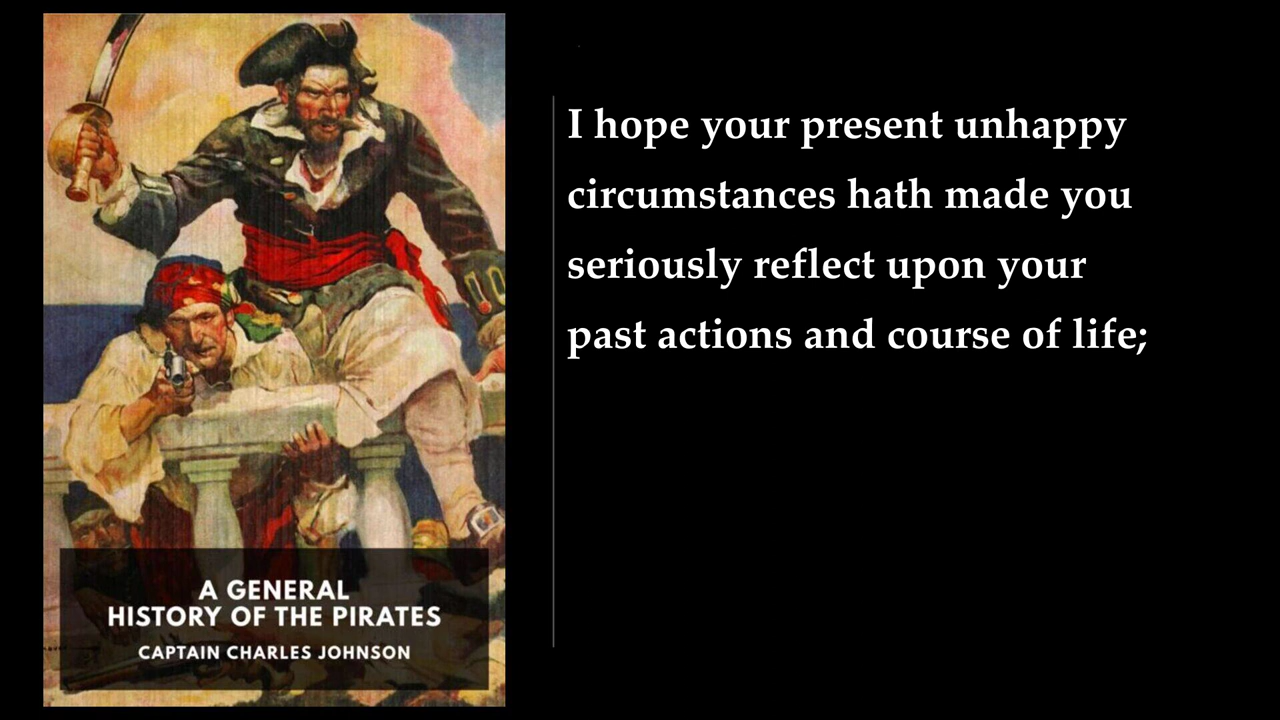 I hope your present unhappy
circumstances hath made you
seriously reflect upon your
past actions and course of life;
A GENERAL
HISTORY OF THE PIRATES
CAPTAIN CHARLES JOHNSON